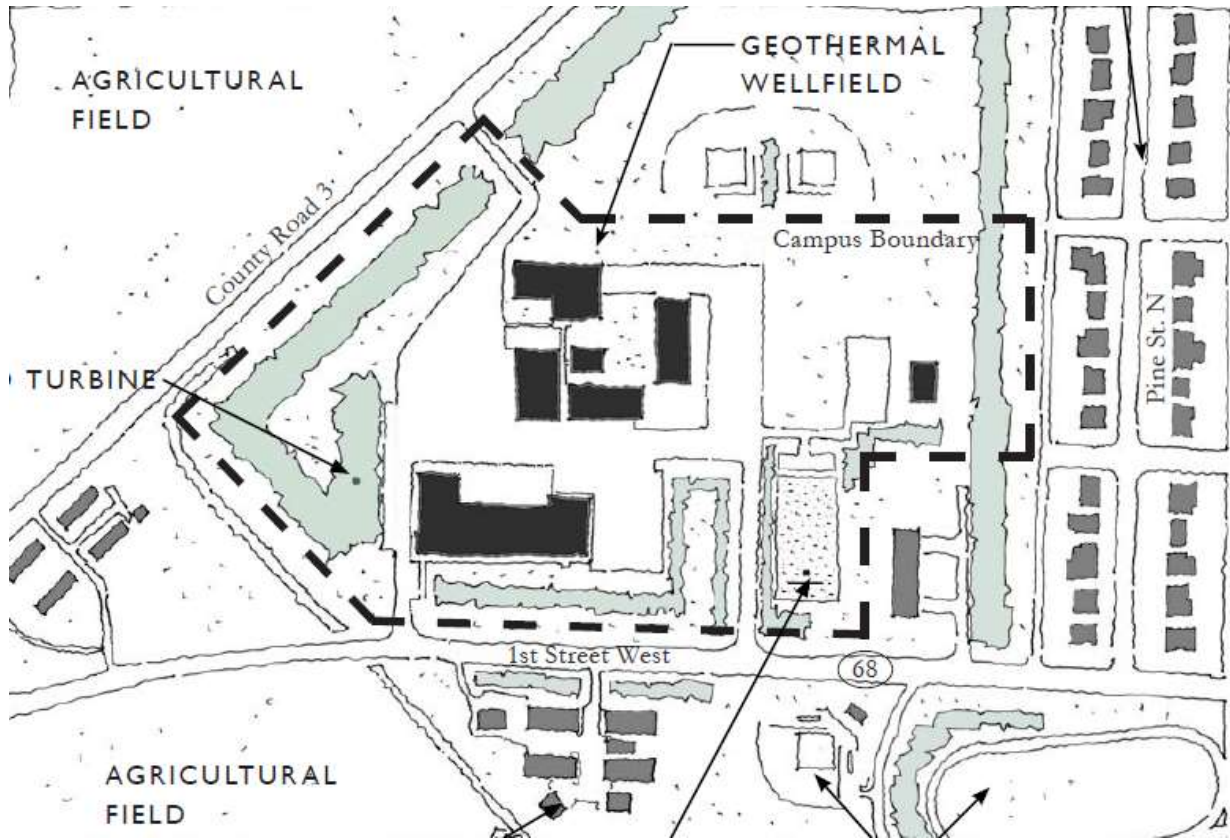 GEOTHERMAL
WELLFIELD
AGRICULTURAL
FIELD
County Road 3
Campus Boundary
Pine St. N
TURBINE
1st Street West
68
AGRICULTURAL
FIELD